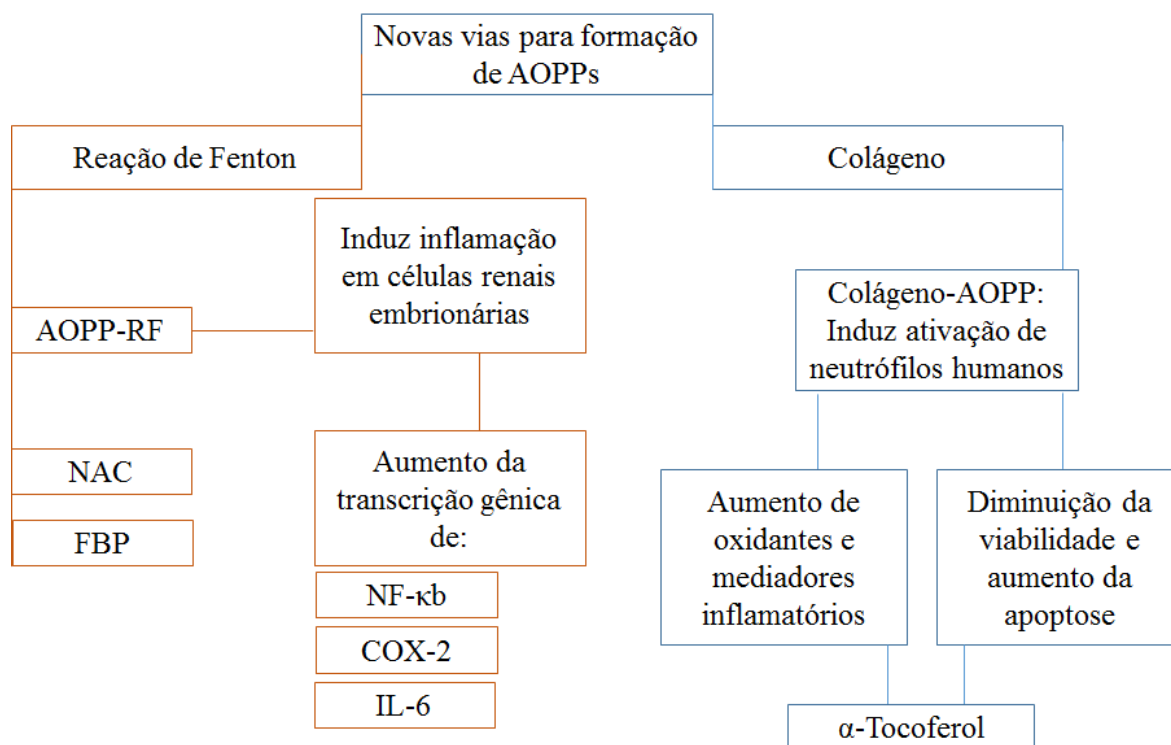 Novas vias para formação
de AOPPs
Reação de Fenton
Colágeno
Induz inflamação
em células renais
embrionárias
AOPP-RF
NAC
FBP
Aumento da
transcrição gênica
de:
NF-κb
COX-2
IL-6
Colágeno-AOPP:
Induz ativação de
neutrófilos humanos
Aumento de
oxidantes e
mediadores
inflamatórios
Diminuição da
viabilidade e
aumento da
apoptose
α-Tocoferol